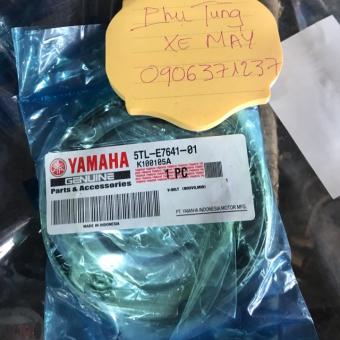 Phu Tung
XE MAY
0906371237
YAMAHA
GENUINE
Parts & Accessories
5TL-E7641-01
K100105A
1 PC
V-BELT
MADE IN INDONESIA
PT. YAMAHA INDONESIA MOTOR MFG.